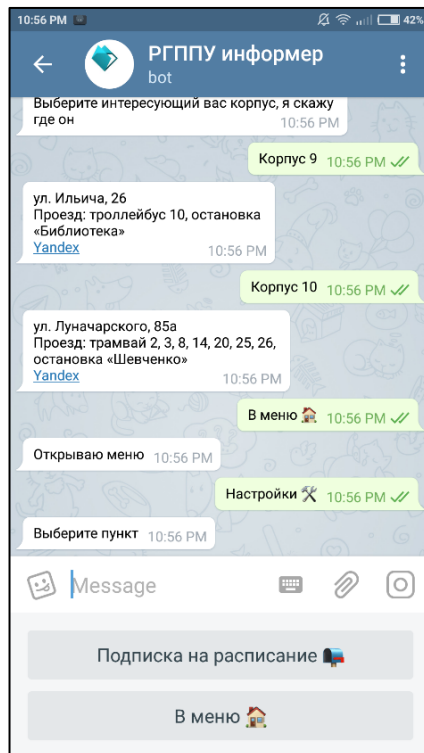 10:56 PM 42%
РГППУ информер
bot
Выберите интересующий вас корпус, я скажу
где он 10:56 PM
Корпус 9 10:56 PM
ул. Ильича, 26
Проезд: троллейбус 10, остановка
«Библиотека»
Yandex 10:56 PM
Корпус 10 10:56 PM
ул. Луначарского, 85а
Проезд: трамвай 2, 3, 8, 14, 20, 25, 26,
остановка «Шевченко»
Yandex 10:56 PM
В меню 🏠 10:56 PM
Открываю меню 10:56 PM
Настройки 🛠 10:56 PM
Выберите пункт 10:56 PM
Message
Подписка на расписание 📭
В меню 🏠